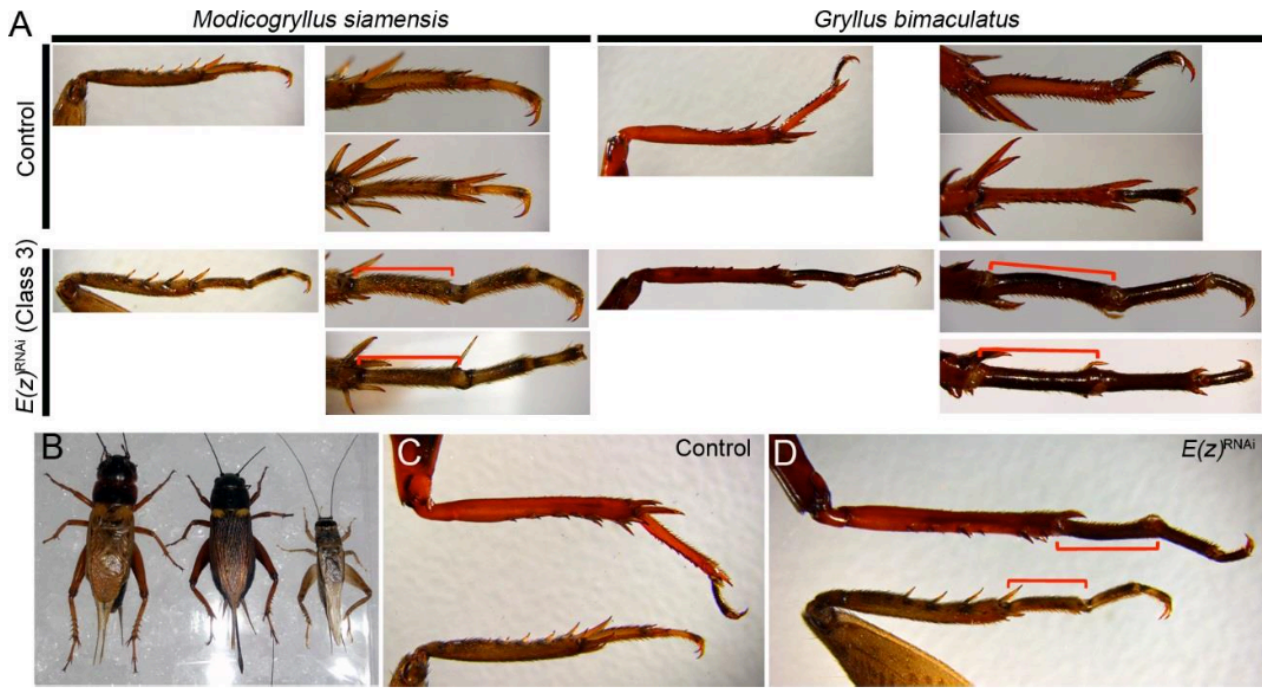 Modicogryllus siamensis
Gryllus bimaculatus
A
Control
E(z)RNAi (Class 3)
B
C
Control
D
E(z)RNAi